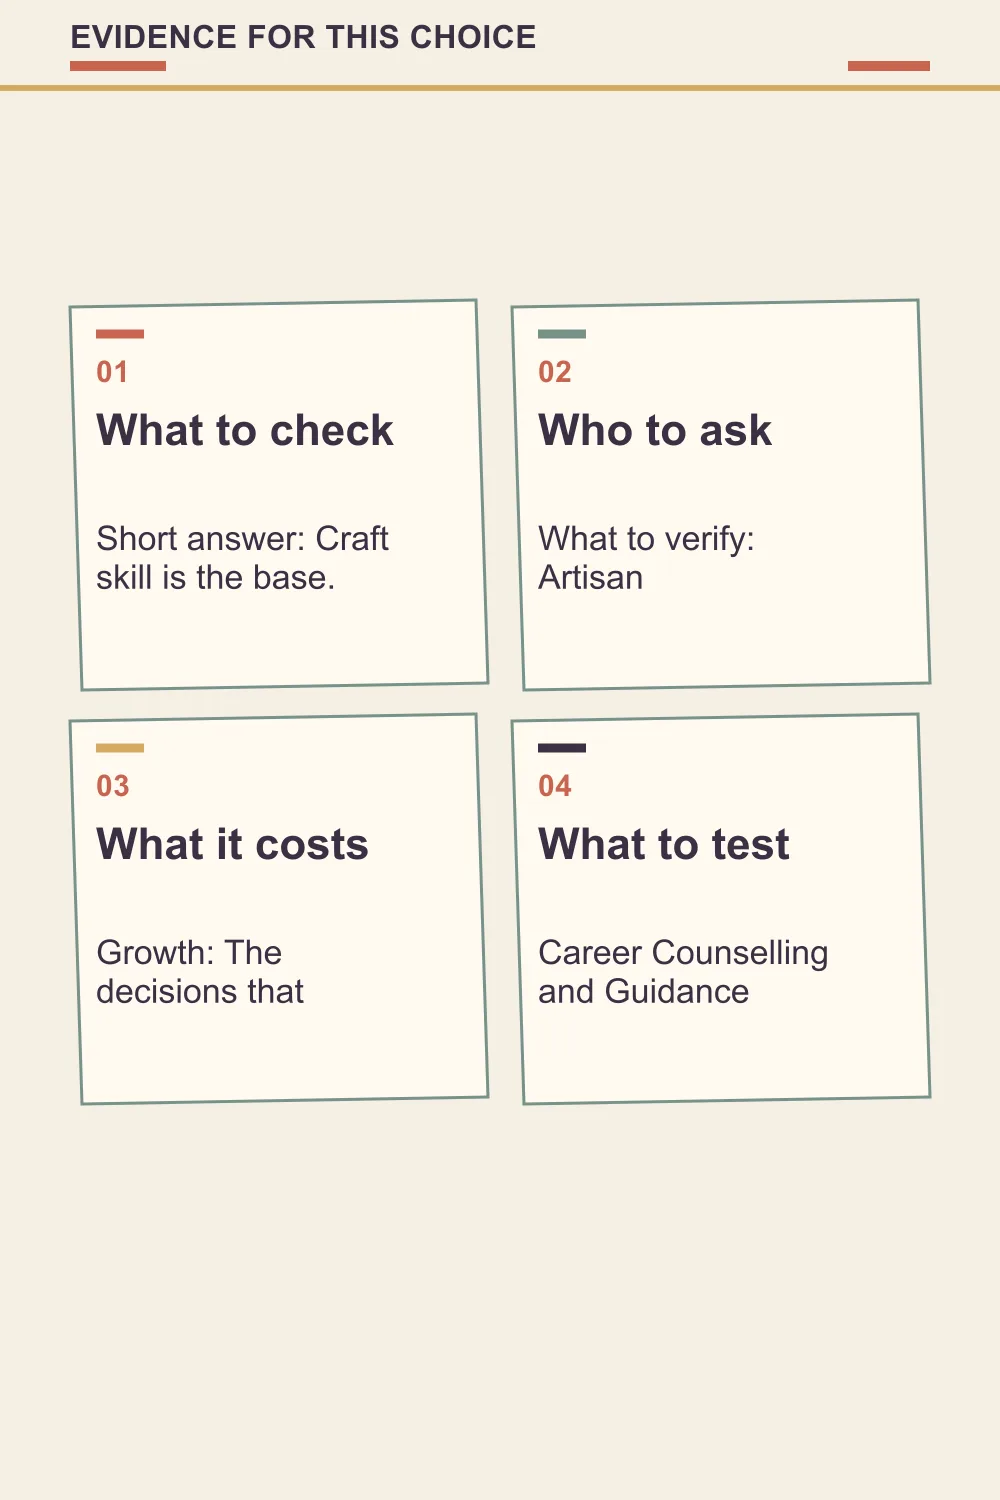 EVIDENCE FOR THIS CHOICE
01
What to check
Short answer: Craft
skill is the base.
02
Who to ask
What to verify:
Artisan
03
What it costs
Growth: The
decisions that
04
What to test
Career Counselling
and Guidance